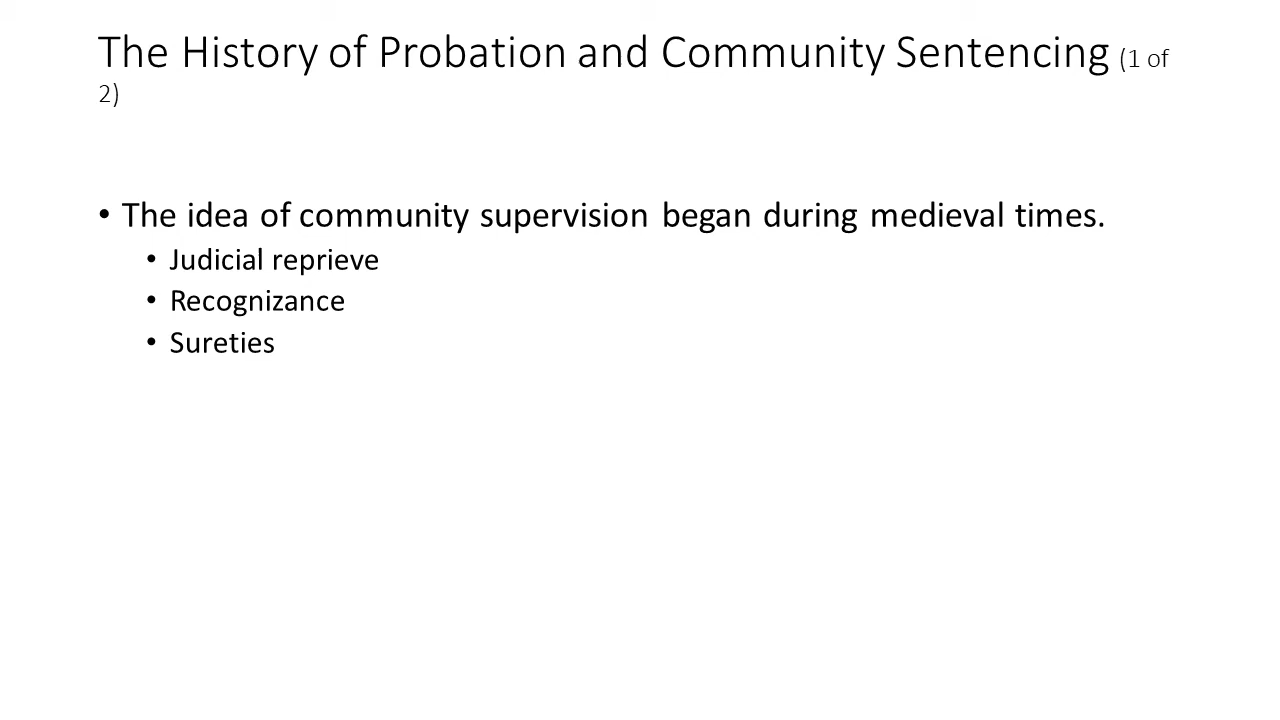 The History of Probation and Community Sentencing (1 of
2)
• The idea of community supervision began during medieval times.
• Judicial reprieve
• Recognizance
• Sureties